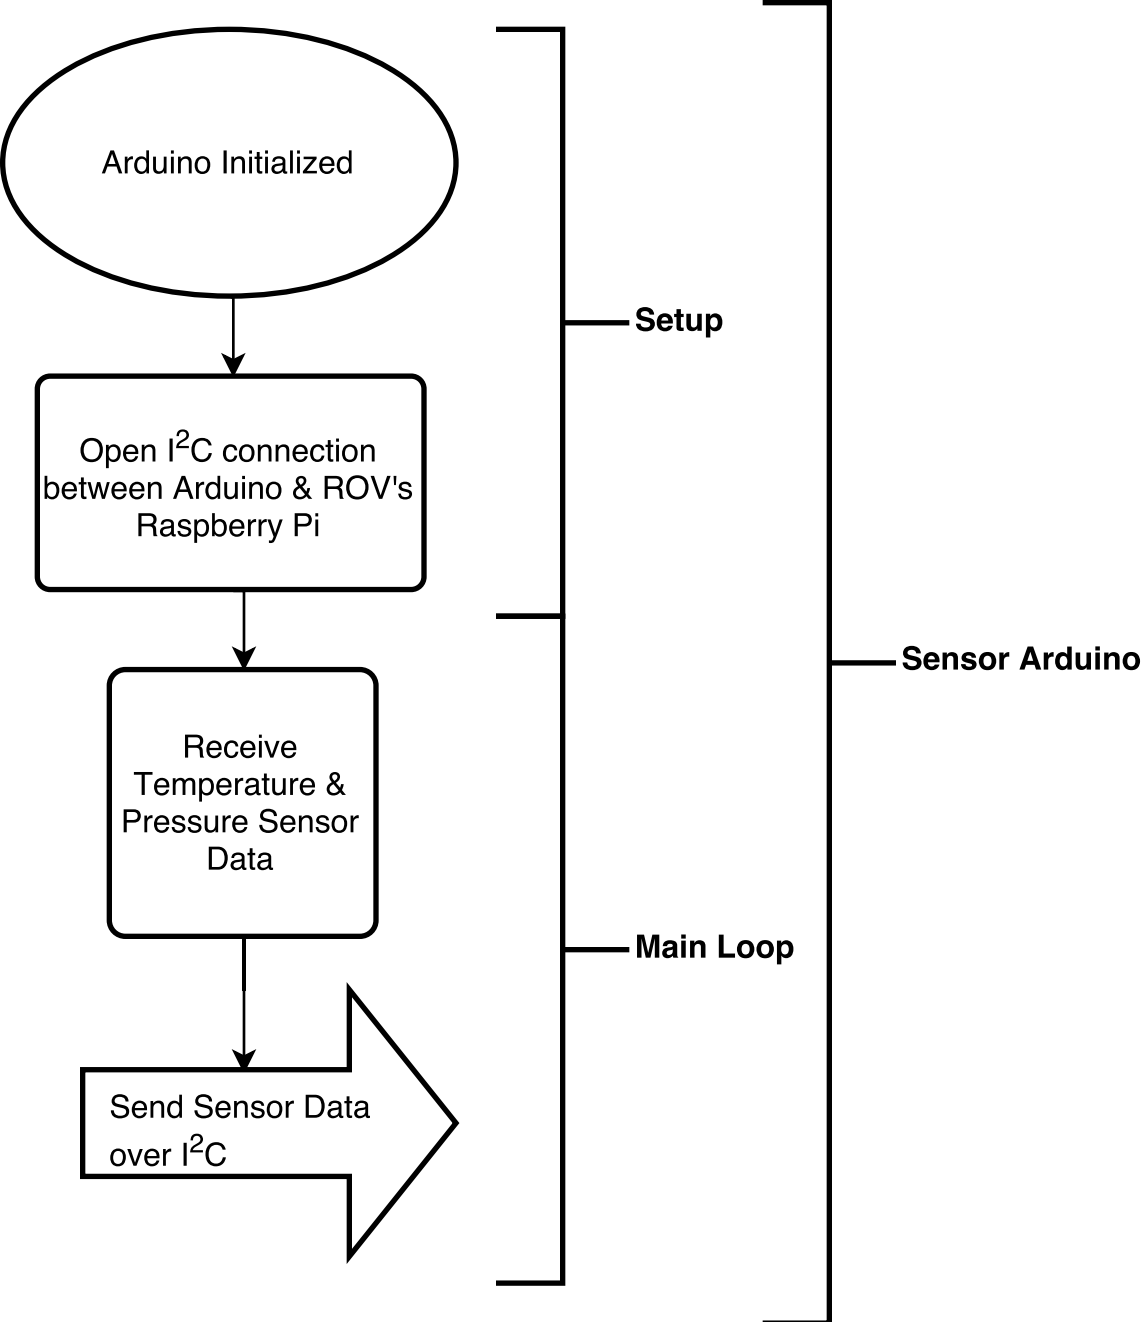 Arduino Initialized
Setup
Open I²C connection
between Arduino & ROV's
Raspberry Pi
Sensor Arduino
Receive
Temperature &
Pressure Sensor
Data
Main Loop
Send Sensor Data
over I²C